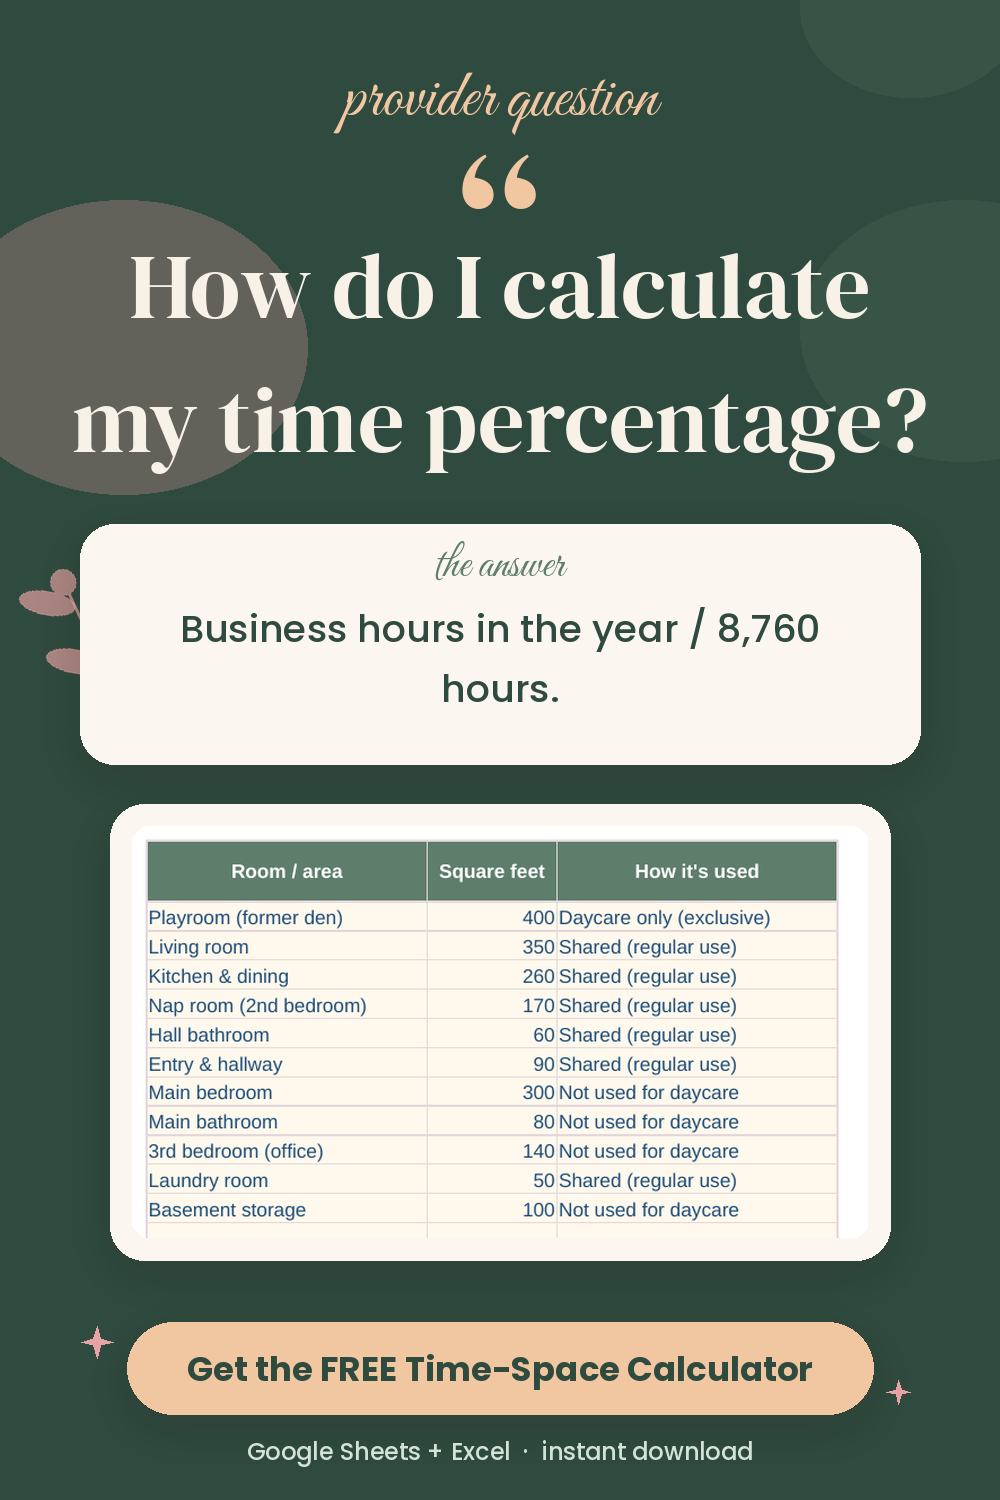 provider question
“
How do I calculate
my time percentage?
the answer
Business hours in the year / 8,760
hours.
Room / area Square feet How it's used
Playroom (former den) 400 Daycare only (exclusive)
Living room 350 Shared (regular use)
Kitchen & dining 260 Shared (regular use)
Nap room (2nd bedroom) 170 Shared (regular use)
Hall bathroom 60 Shared (regular use)
Entry & hallway 90 Shared (regular use)
Main bedroom 300 Not used for daycare
Main bathroom 80 Not used for daycare
3rd bedroom (office) 140 Not used for daycare
Laundry room 50 Shared (regular use)
Basement storage 100 Not used for daycare
Get the FREE Time-Space Calculator
Google Sheets + Excel · instant download